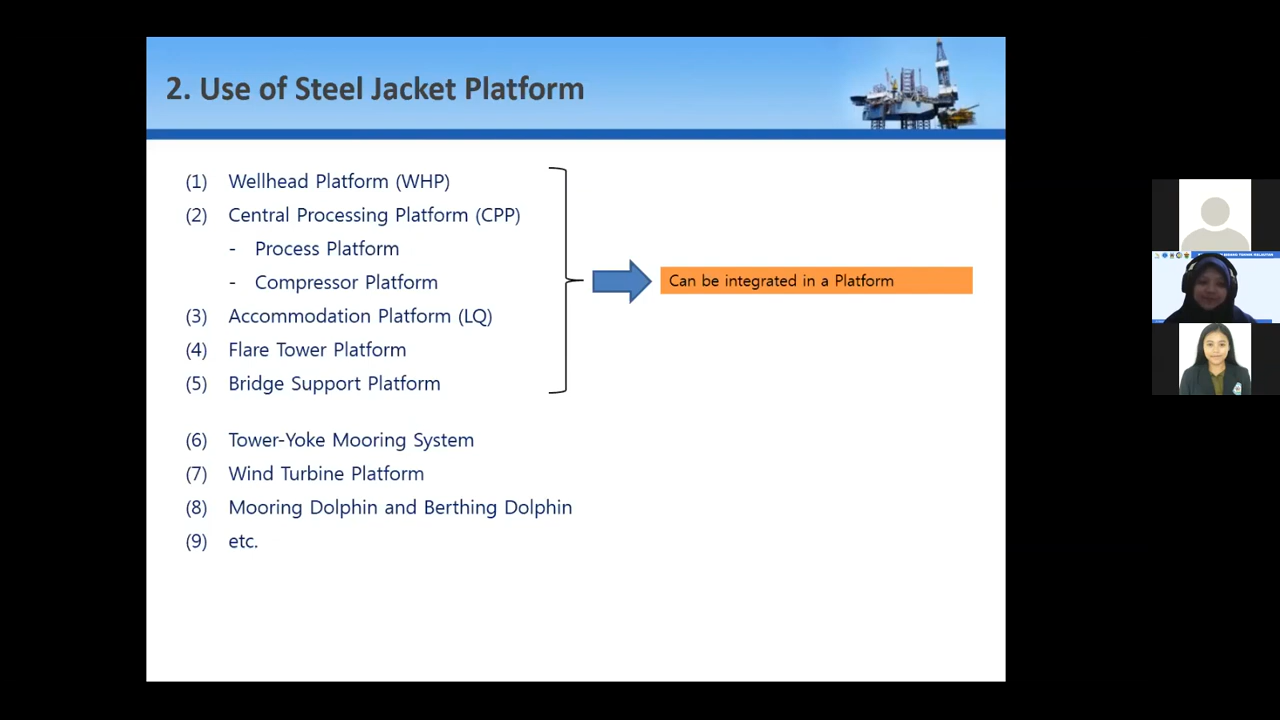 2. Use of Steel Jacket Platform
(1) Wellhead Platform (WHP)
(2) Central Processing Platform (CPP)
- Process Platform
- Compressor Platform
(3) Accommodation Platform (LQ)
(4) Flare Tower Platform
(5) Bridge Support Platform
Can be integrated in a Platform
(6) Tower-Yoke Mooring System
(7) Wind Turbine Platform
(8) Mooring Dolphin and Berthing Dolphin
(9) etc.